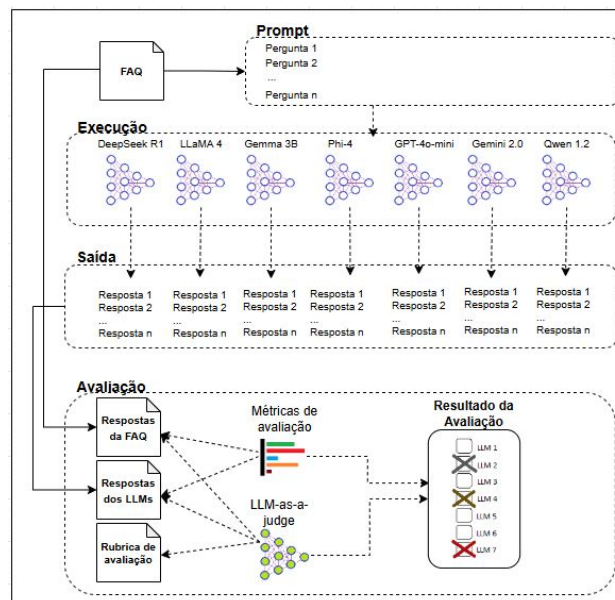 Prompt
FAQ
Pergunta 1
Pergunta 2
...
Pergunta n
Execução
DeepSeek R1
LLaMA 4
Gemma 3B
Phi-4
GPT-4o-mini
Gemini 2.0
Qwen 1.2
Saída
Resposta 1
Resposta 2
...
Resposta n
Resposta 1
Resposta 2
...
Resposta n
Resposta 1
Resposta 2
...
Resposta n
Resposta 1
Resposta 2
...
Resposta n
Resposta 1
Resposta 2
...
Resposta n
Resposta 1
Resposta 2
...
Resposta n
Resposta 1
Resposta 2
...
Resposta n
Avaliação
Respostas
da FAQ
Respostas
dos LLMs
Rubrica de
avaliação
Métricas de
avaliação
LLM-as-a-
judge
Resultado da
Avaliação
LLM 1
LLM 2
LLM 3
LLM 4
LLM 5
LLM 6
LLM 7